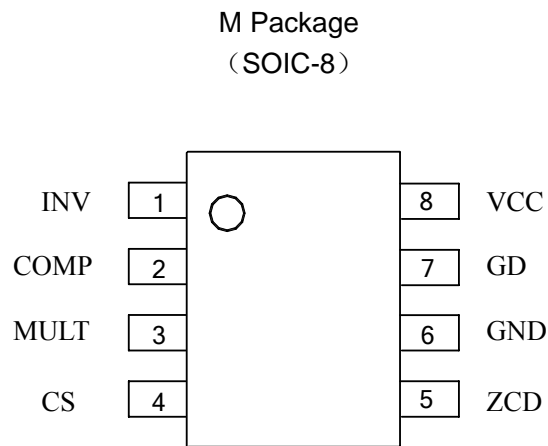 M Package
（SOIC-8）
INV 1 8 VCC
COMP 2 7 GD
MULT 3 6 GND
CS 4 5 ZCD